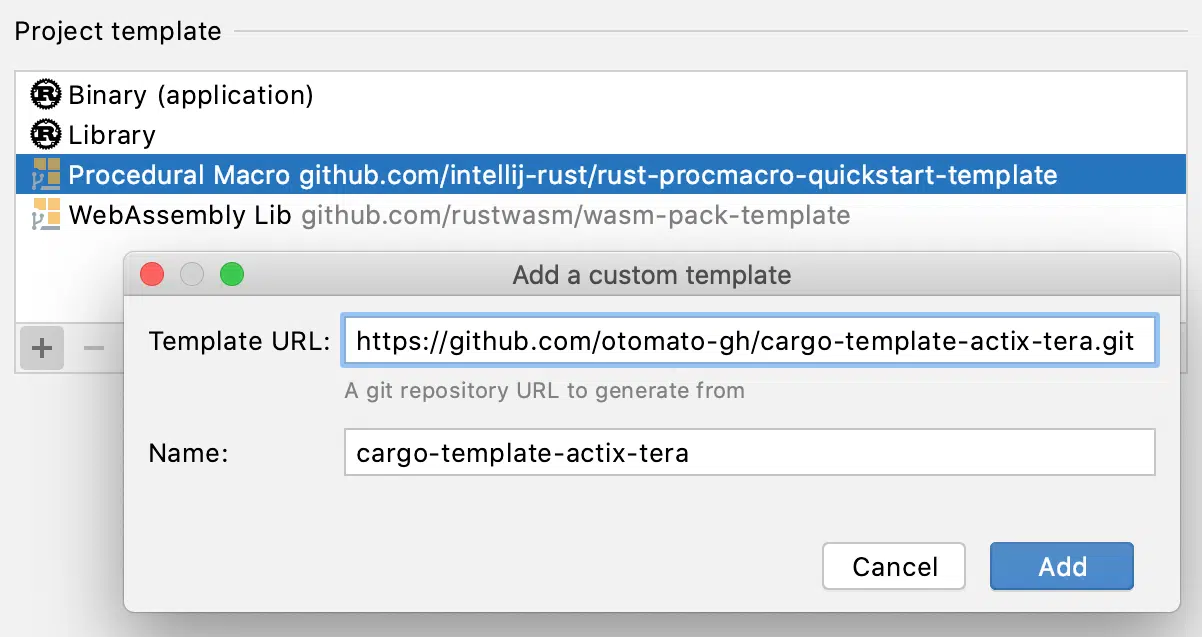 Project template
Binary (application)
Library
Procedural Macro github.com/intellij-rust/rust-procmacro-quickstart-template
WebAssembly Lib github.com/rustwasm/wasm-pack-template
Add a custom template
Template URL: https://github.com/otomato-gh/cargo-template-actix-tera.git
A git repository URL to generate from
Name: cargo-template-actix-tera
Cancel Add